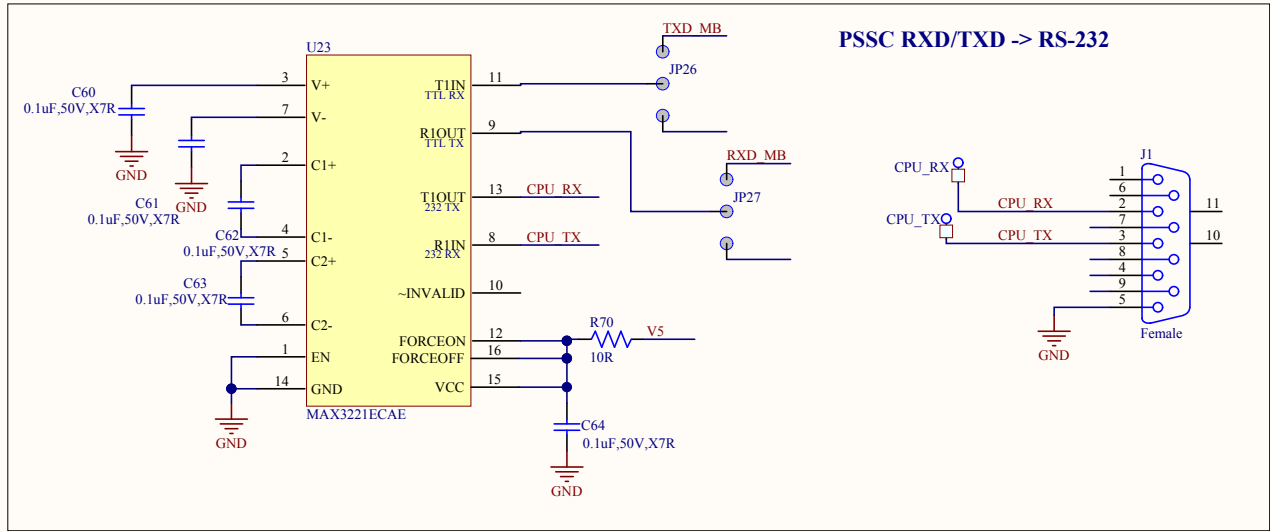 PSSC RXD/TXD -> RS-232
U23
TXD_MB
JP26
C60
0.1uF,50V,X7R
GND
GND
C61
0.1uF,50V,X7R
C62
0.1uF,50V,X7R
C63
0.1uF,50V,X7R
3 V+
7 V-
2 C1+
4 C1-
5 C2+
6 C2-
1 EN
14 GND
GND
T1IN 11
TTL RX
R1OUT 9
TTL TX
T1OUT 13 CPU_RX
232 TX
R1IN 8 CPU_TX
232 RX
~INVALID 10
FORCEON 12
FORCEOFF 16
VCC 15
MAX3221ECAE
RXD_MB
JP27
R70
10R
V5
C64
0.1uF,50V,X7R
GND
J1
CPU_RX
CPU_TX
CPU_RX
CPU_TX
1
6
2
7
3
8
4
9
5
11
10
GND
Female